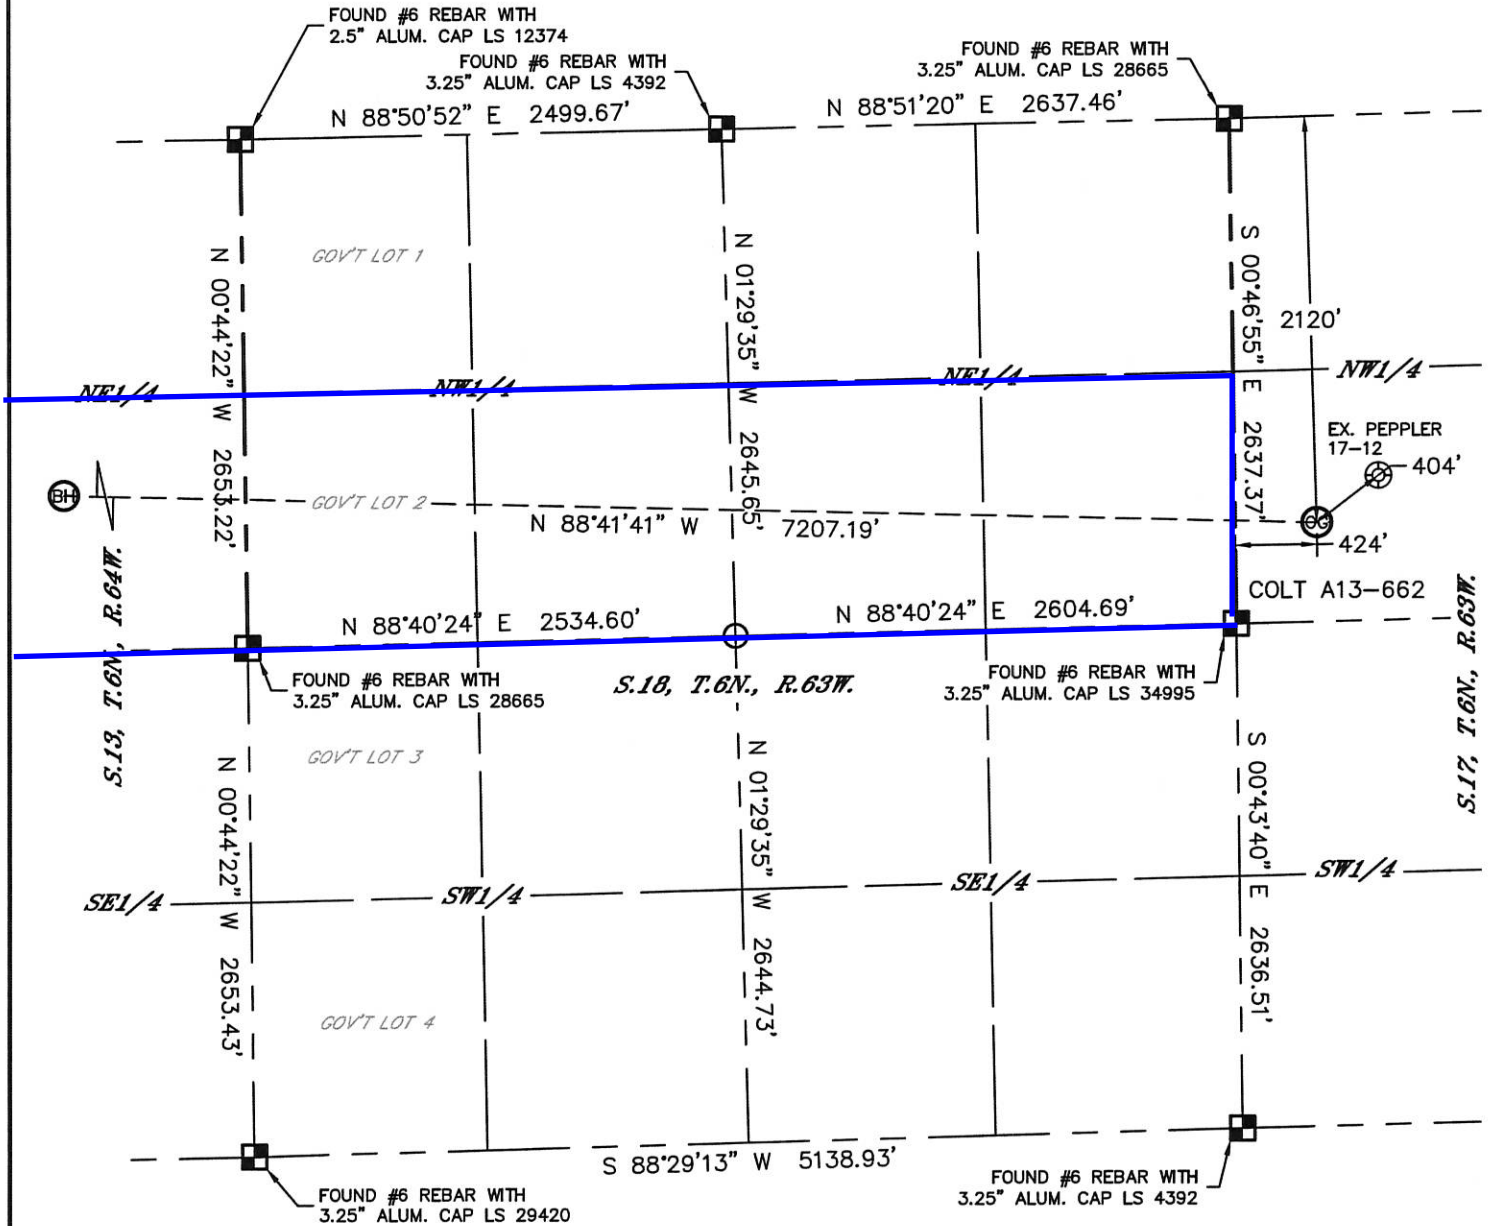 FOUND #6 REBAR WITH
2.5" ALUM. CAP LS 12374
FOUND #6 REBAR WITH
3.25" ALUM. CAP LS 4392
FOUND #6 REBAR WITH
3.25" ALUM. CAP LS 28665
N 88°50'52" E 2499.67'
N 88°51'20" E 2637.46'
GOV'T LOT 1
N 00°44'22" W 2653.22'
N 01°29'35" W 2645.65'
S 00°46'55" E 2637.37'
2120'
NE1/4
NW1/4
NE1/4
NW1/4
EX. PEPPLER
17-12
404'
BH
GOV'T LOT 2
N 88°41'41" W 7207.19'
424'
COLT A13-662
N 88°40'24" E 2534.60'
N 88°40'24" E 2604.69'
S.13, T.6N., R.64W.
S.17, T.6N., R.63W.
FOUND #6 REBAR WITH
3.25" ALUM. CAP LS 28665
S.18, T.6N., R.63W.
FOUND #6 REBAR WITH
3.25" ALUM. CAP LS 34995
GOV'T LOT 3
N 00°44'22" W 2653.43'
N 01°29'35" W 2644.73'
S 00°43'40" E 2636.51'
SE1/4
SW1/4
SE1/4
SW1/4
GOV'T LOT 4
S 88°29'13" W 5138.93'
FOUND #6 REBAR WITH
3.25" ALUM. CAP LS 29420
FOUND #6 REBAR WITH
3.25" ALUM. CAP LS 4392